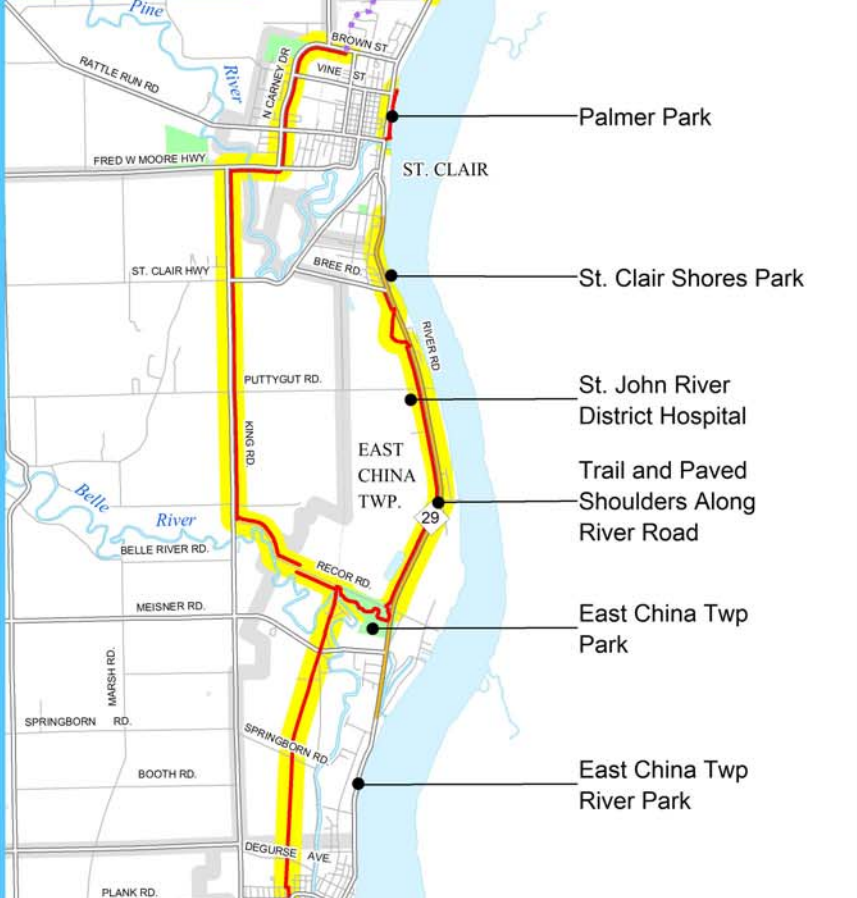 Pine
River
RATTLE RUN RD
N CARNEY DR
BROWN ST
VINE ST
Palmer Park
FRED W MOORE HWY
ST. CLAIR
ST. CLAIR HWY
BREE RD.
St. Clair Shores Park
RIVER RD
PUTTYGUT RD.
St. John River
District Hospital
KING RD.
EAST
CHINA
TWP.
Trail and Paved
Shoulders Along
River Road
29
Belle
River
BELLE RIVER RD.
RECOR RD.
MEISNER RD.
East China Twp
Park
MARSH RD.
SPRINGBORN RD.
SPRINGBORN RD.
BOOTH RD.
East China Twp
River Park
DEGURSE AVE.
PLANK RD.